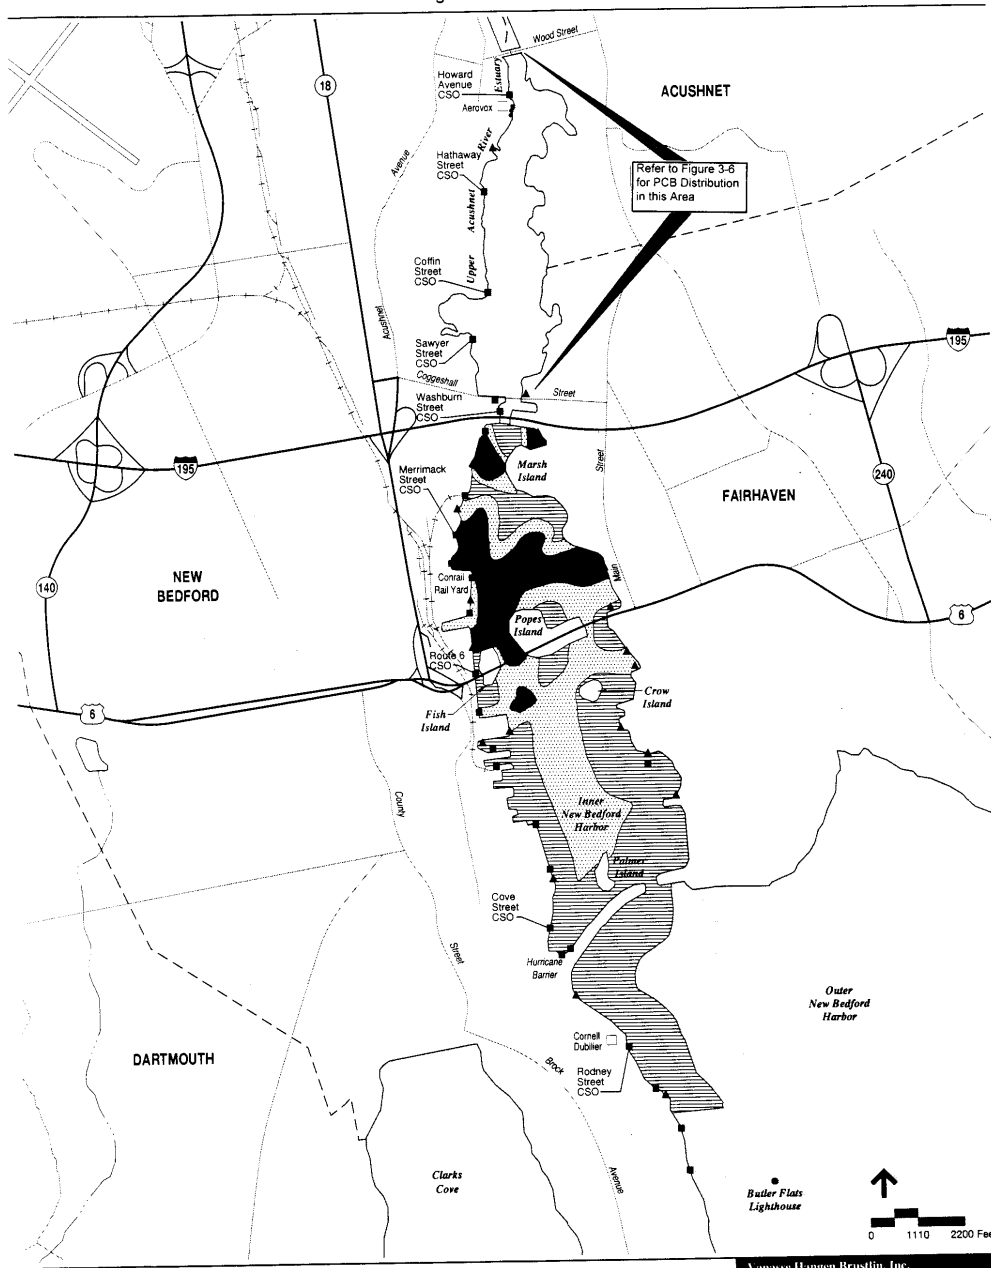 Wood Street
18
Howard
Avenue
CSO
Estuary
ACUSHNET
Aerovox
River
Avenue
Hathaway
Street
CSO
Refer to Figure 3-6
for PCB Distribution
in this Area
Acushnet
Coffin
Street
CSO
Upper
Acushnet
Sawyer
Street
CSO
195
Coggeshall
Street
Washburn
Street
CSO
195
Marsh
Island
Street
Merrimack
Street
CSO
240
FAIRHAVEN
NEW
BEDFORD
140
Conrail
Rail Yard
Main
Popes
Island
6
Route 6
CSO
Crow
Island
6
Fish
Island
County
Inner
New Bedford
Harbor
Palmer
Island
Cove
Street
CSO
Street
Hurricane
Barrier
Outer
New Bedford
Harbor
Cornell
Dubilier
DARTMOUTH
Brock
Rodney
Street
CSO
Clarks
Cove
Avenue
Butler Flats
Lighthouse
0 1110 2200 Fee
Vanasse Hangen Brustlin, Inc.